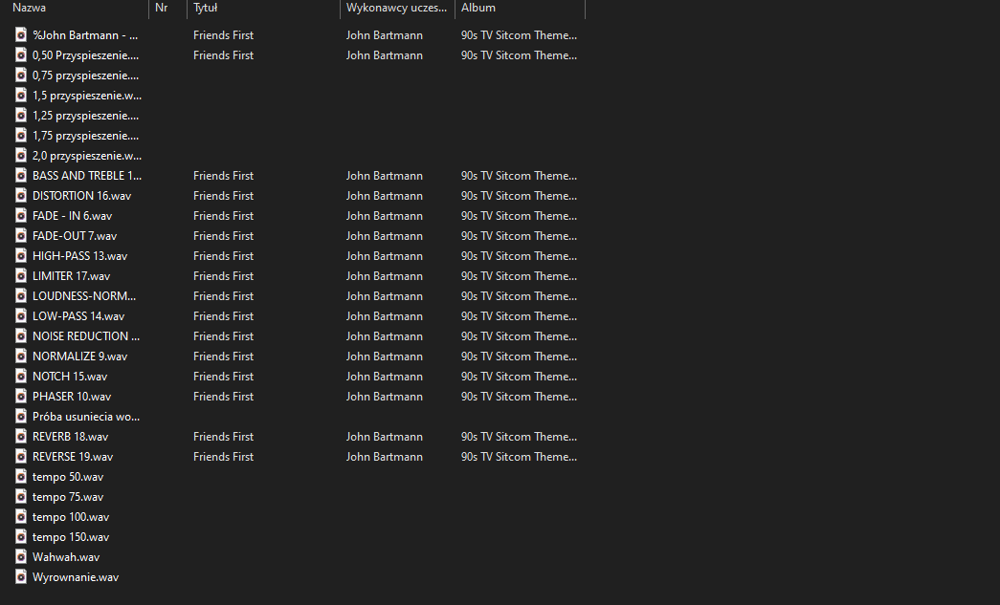 Nazwa Nr Tytuł Wykonawcy uczes... Album
%John Bartmann - ... Friends First John Bartmann 90s TV Sitcom Theme...
0,50 Przyspieszenie.... Friends First John Bartmann 90s TV Sitcom Theme...
0,75 przyspieszenie....
1,5 przyspieszenie.w...
1,25 przyspieszenie....
1,75 przyspieszenie....
2,0 przyspieszenie.w...
BASS AND TREBLE 1... Friends First John Bartmann 90s TV Sitcom Theme...
DISTORTION 16.wav Friends First John Bartmann 90s TV Sitcom Theme...
FADE - IN 6.wav Friends First John Bartmann 90s TV Sitcom Theme...
FADE-OUT 7.wav Friends First John Bartmann 90s TV Sitcom Theme...
HIGH-PASS 13.wav Friends First John Bartmann 90s TV Sitcom Theme...
LIMITER 17.wav Friends First John Bartmann 90s TV Sitcom Theme...
LOUDNESS-NORM... Friends First John Bartmann 90s TV Sitcom Theme...
LOW-PASS 14.wav Friends First John Bartmann 90s TV Sitcom Theme...
NOISE REDUCTION ... Friends First John Bartmann 90s TV Sitcom Theme...
NORMALIZE 9.wav Friends First John Bartmann 90s TV Sitcom Theme...
NOTCH 15.wav Friends First John Bartmann 90s TV Sitcom Theme...
PHASER 10.wav Friends First John Bartmann 90s TV Sitcom Theme...
Próba usuniecia wo...
REVERB 18.wav Friends First John Bartmann 90s TV Sitcom Theme...
REVERSE 19.wav Friends First John Bartmann 90s TV Sitcom Theme...
tempo 50.wav
tempo 75.wav
tempo 100.wav
tempo 150.wav
Wahwah.wav
Wyrownanie.wav